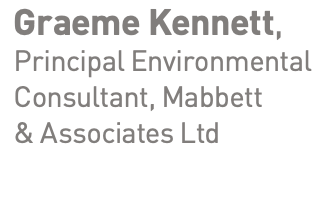 Graeme Kennett,
Principal Environmental
Consultant, Mabbett
& Associates Ltd